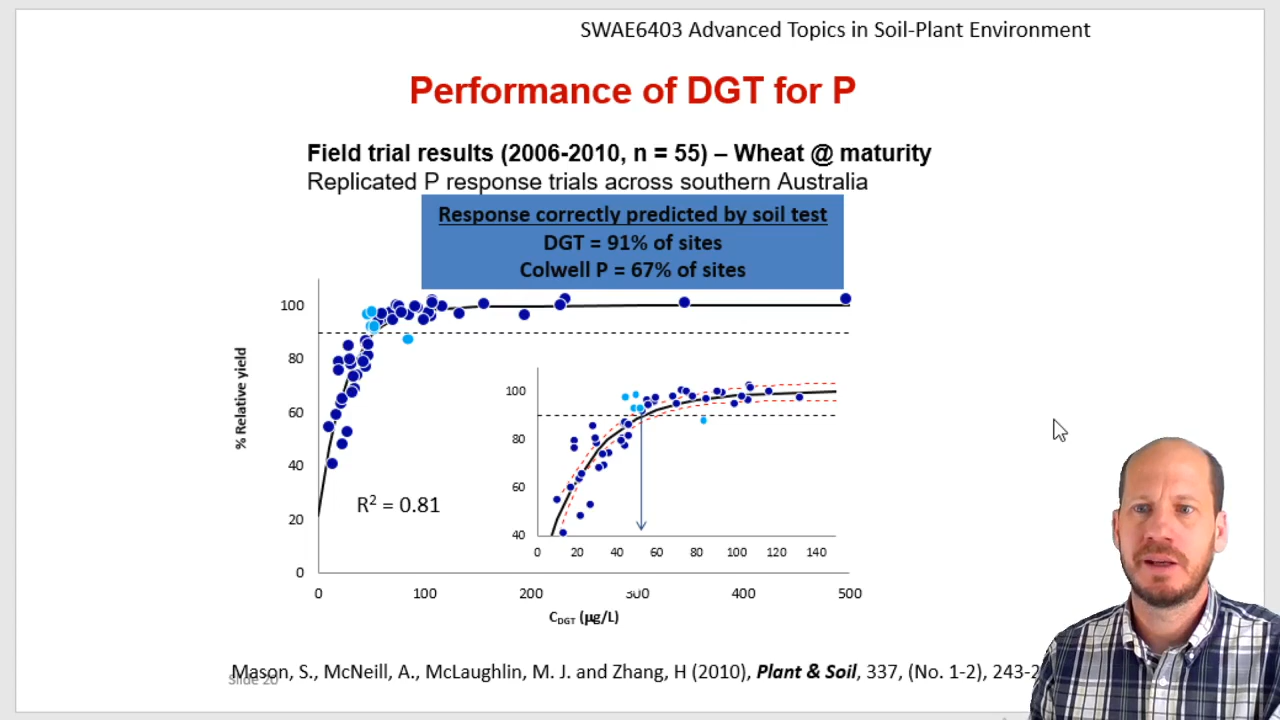 SWAE6403 Advanced Topics in Soil-Plant Environment
Performance of DGT for P
Field trial results (2006-2010, n = 55) – Wheat @ maturity
Replicated P response trials across southern Australia
Response correctly predicted by soil test
DGT = 91% of sites
Colwell P = 67% of sites
100
80
60
40
20
0
% Relative yield
R² = 0.81
100
80
60
40
0 20 40 60 80 100 120 140
0 100 200 300 400 500
C_DGT (µg/L)
Mason, S., McNeill, A., McLaughlin, M. J. and Zhang, H (2010), Plant & Soil, 337, (No. 1-2), 243-2
Slide 20